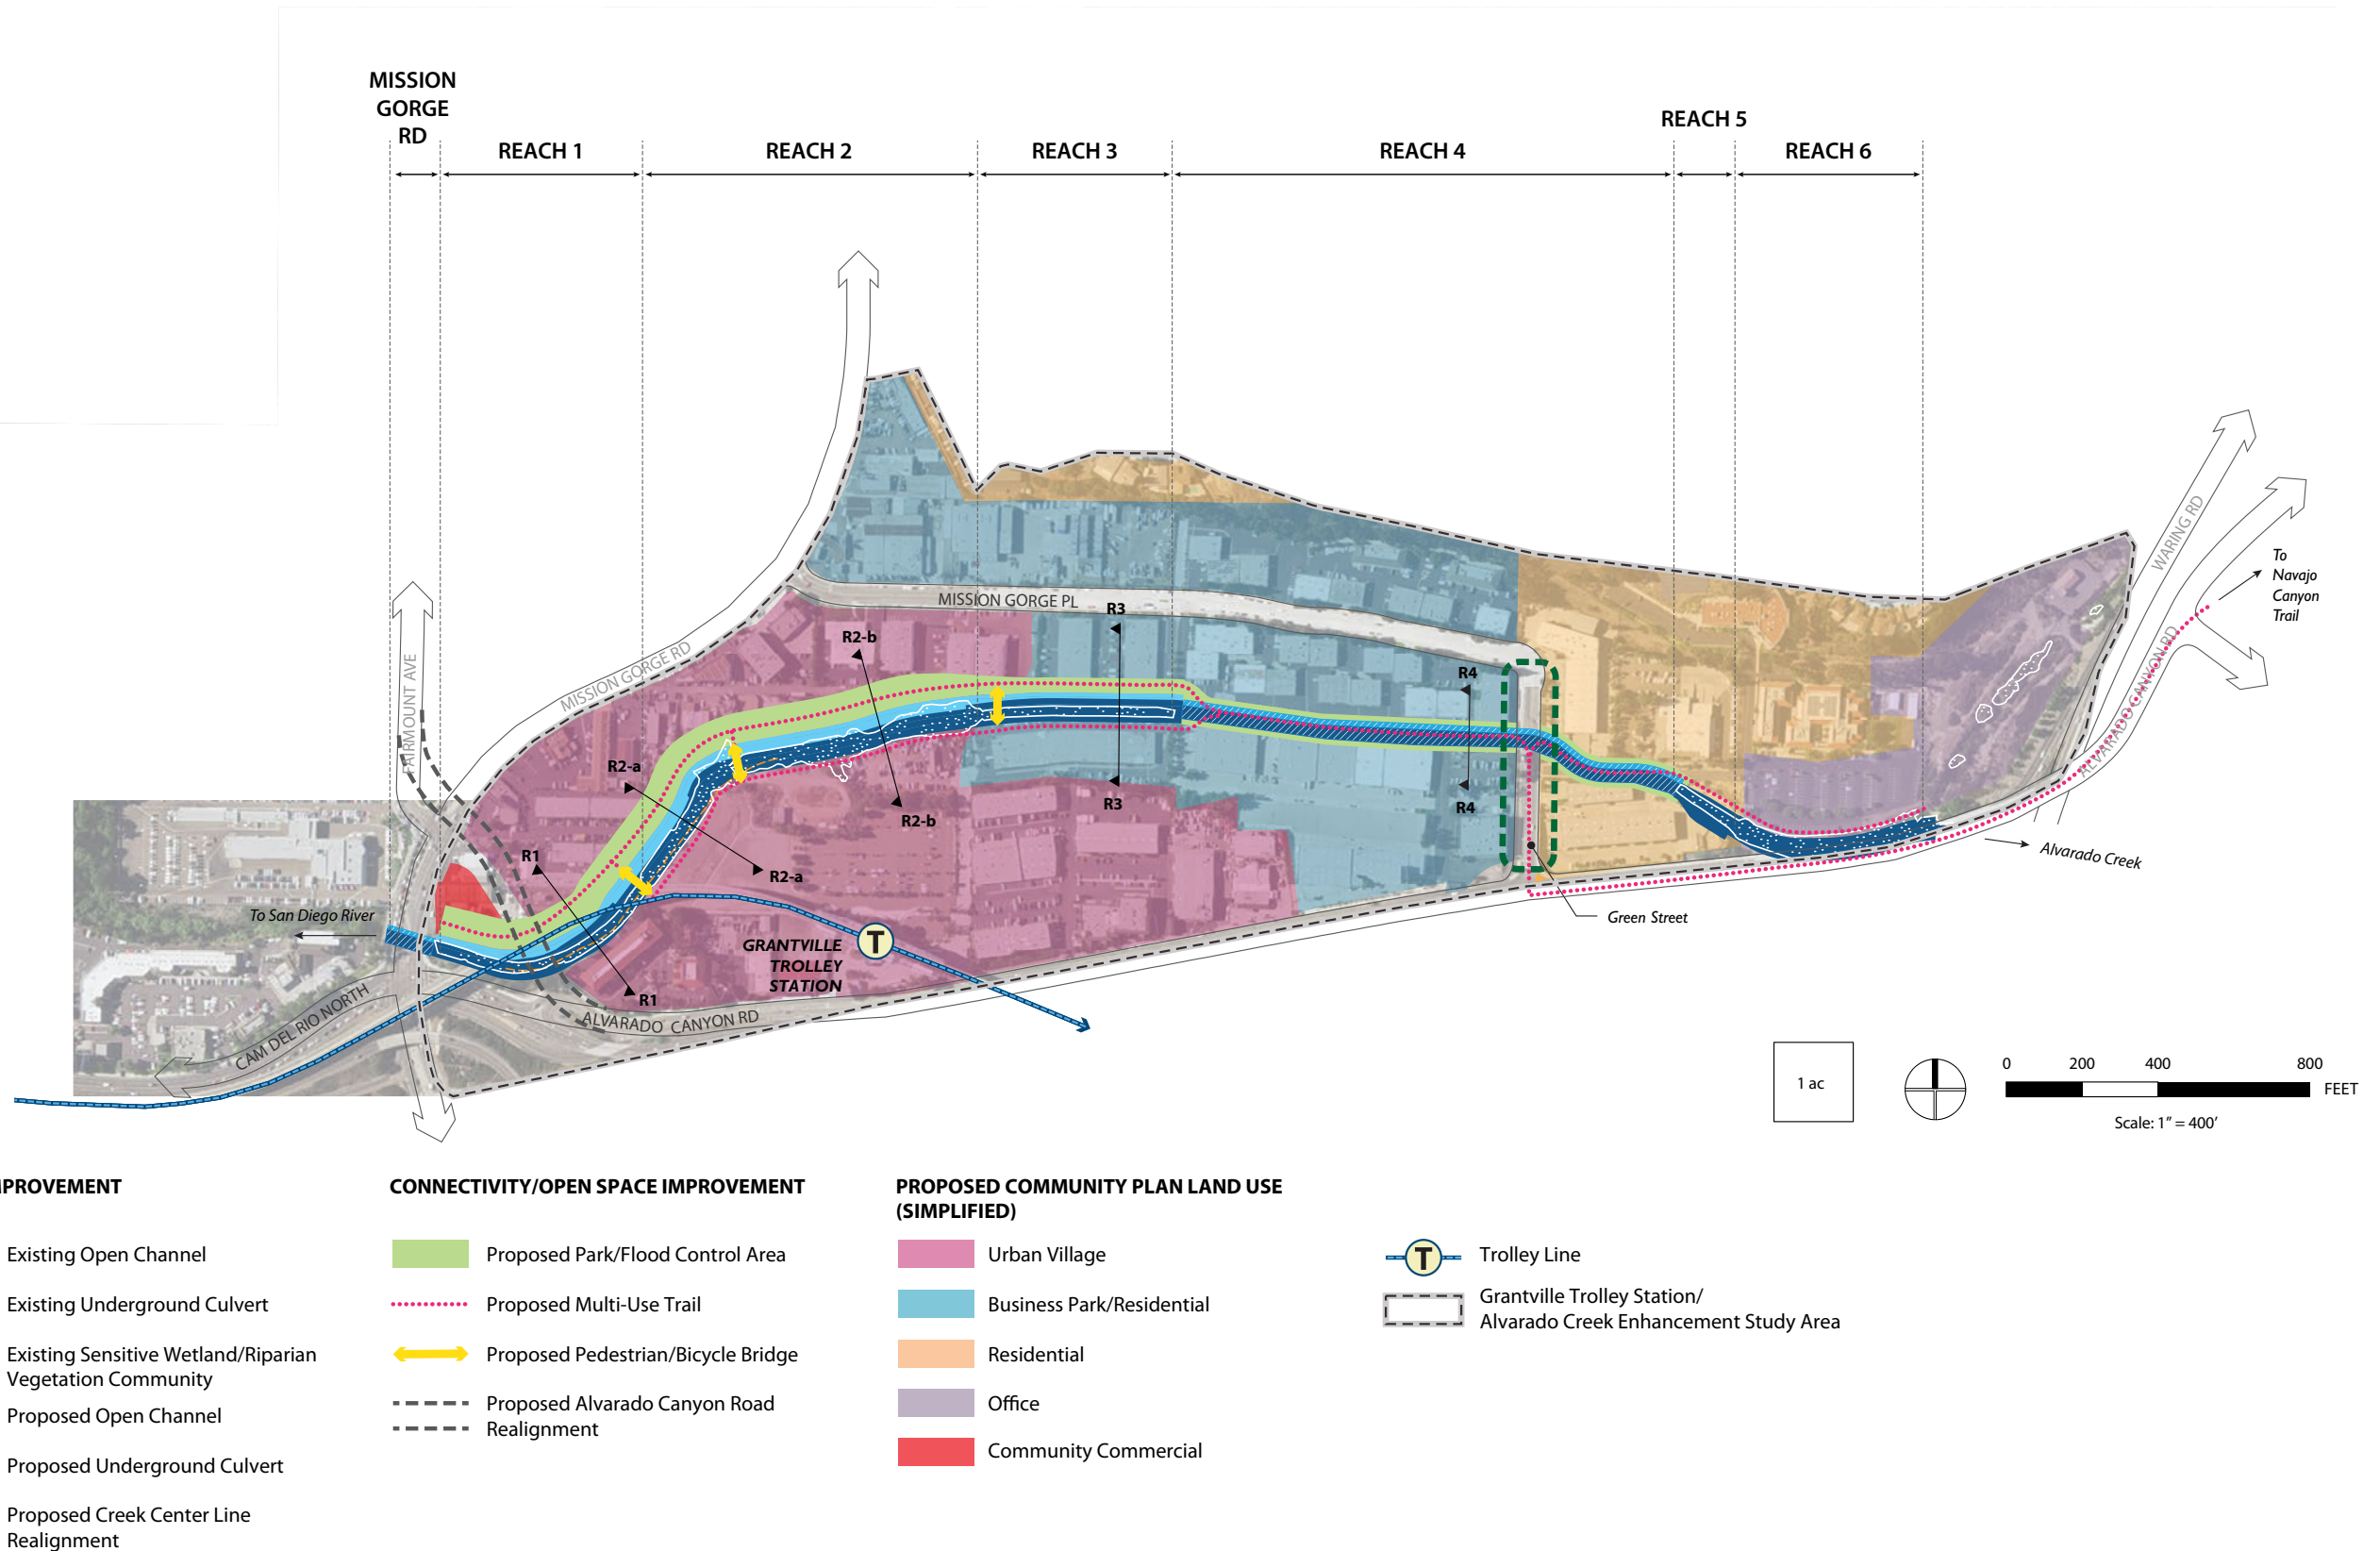 MISSION
GORGE
RD
REACH 1
REACH 2
REACH 3
REACH 4
REACH 5
REACH 6
WARING RD
To
Navajo
Canyon
Trail
ALVARADO CANYON RD
Alvarado Creek
MISSION GORGE PL
R3
R3
R2-b
R2-b
R4
R4
MISSION GORGE RD
FAIRMOUNT AVE
R2-a
R2-a
R1
R1
To San Diego River
Green Street
GRANTVILLE
TROLLEY
STATION
T
ALVARADO CANYON RD
CAM DEL RIO NORTH
1 ac
0 200 400 800
FEET
Scale: 1” = 400’
MPROVEMENT
Existing Open Channel
Existing Underground Culvert
Existing Sensitive Wetland/Riparian
Vegetation Community
Proposed Open Channel
Proposed Underground Culvert
Proposed Creek Center Line
Realignment
CONNECTIVITY/OPEN SPACE IMPROVEMENT
Proposed Park/Flood Control Area
Proposed Multi-Use Trail
Proposed Pedestrian/Bicycle Bridge
Proposed Alvarado Canyon Road
Realignment
PROPOSED COMMUNITY PLAN LAND USE
(SIMPLIFIED)
Urban Village
Business Park/Residential
Residential
Office
Community Commercial
T
Trolley Line
Grantville Trolley Station/
Alvarado Creek Enhancement Study Area